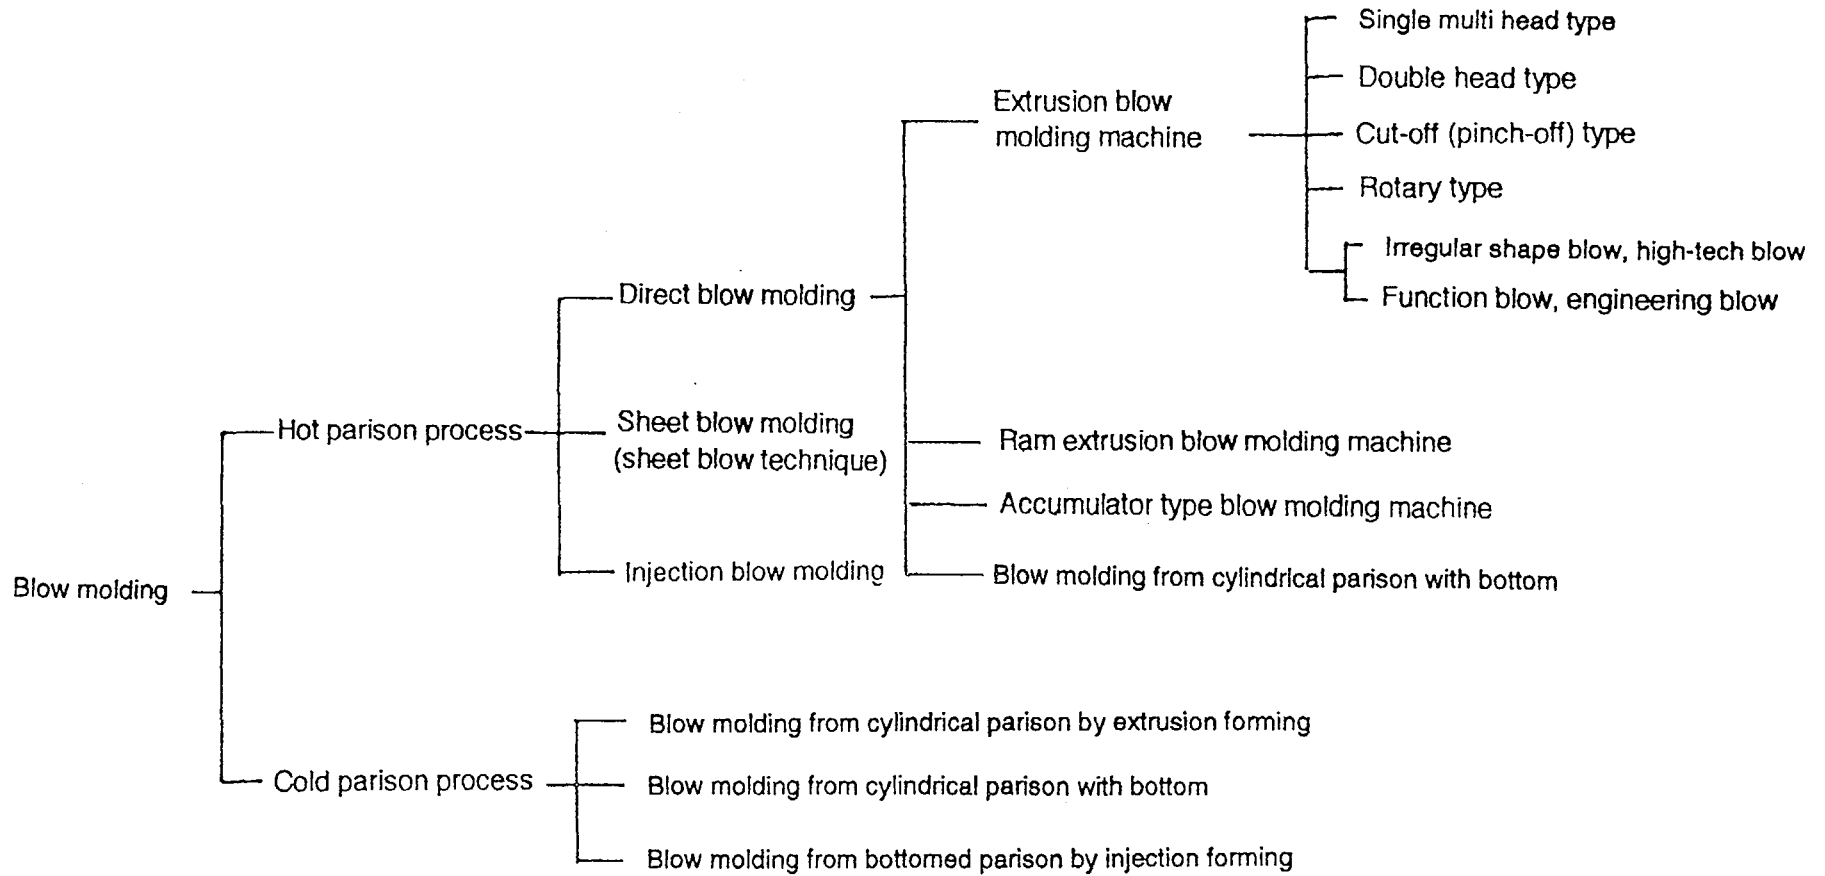 Single multi head type
Double head type
Extrusion blow
molding machine
Cut-off (pinch-off) type
Rotary type
Irregular shape blow, high-tech blow
Function blow, engineering blow
Direct blow molding
Hot parison process
Sheet blow molding
(sheet blow technique)
Ram extrusion blow molding machine
Accumulator type blow molding machine
Injection blow molding
Blow molding from cylindrical parison with bottom
Blow molding
Blow molding from cylindrical parison by extrusion forming
Cold parison process
Blow molding from cylindrical parison with bottom
Blow molding from bottomed parison by injection forming